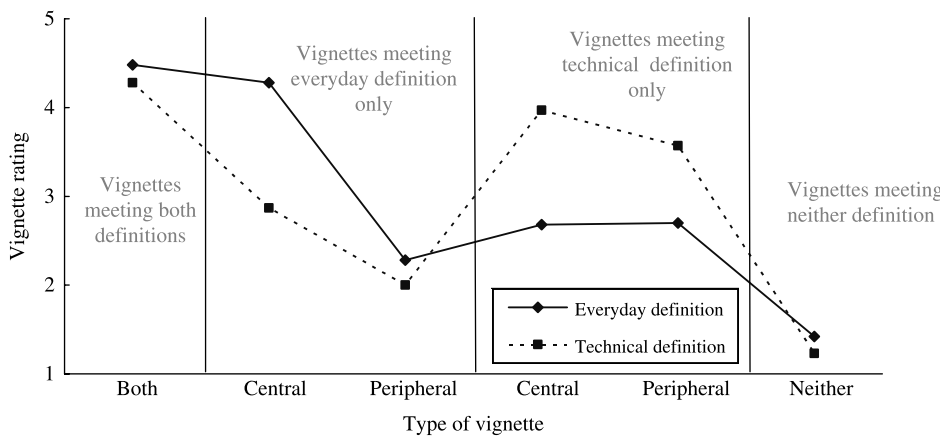 5
4
3
2
1
Vignette rating
Vignettes
meeting both
definitions
Vignettes meeting
everyday definition
only
Vignettes meeting
technical definition
only
Vignettes meeting
neither definition
Everyday definition
Technical definition
Both
Central
Peripheral
Central
Peripheral
Neither
Type of vignette